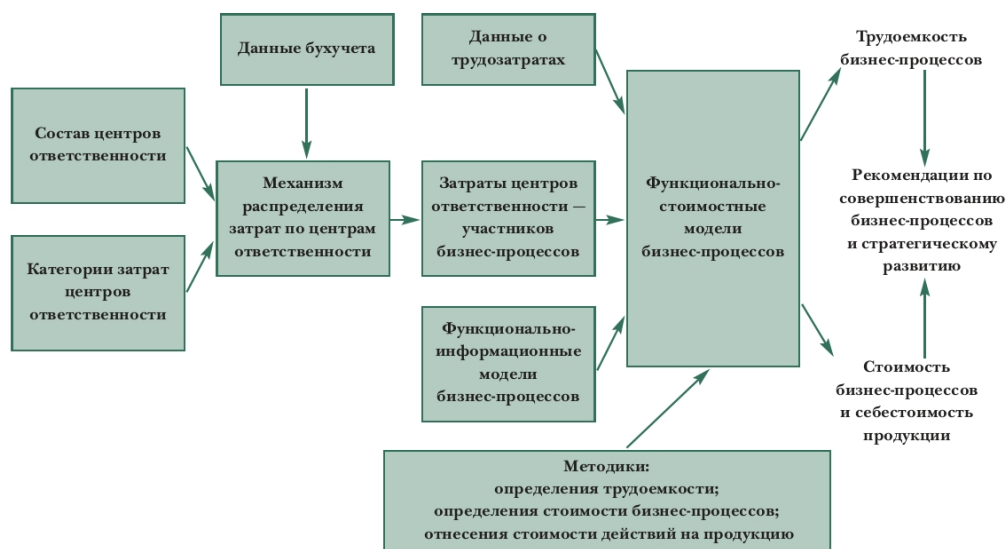 Данные бухучета
Данные о
трудозатратах
Трудоемкость
бизнес-процессов
Состав центров
ответственности
Механизм
распределения
затрат по центрам
ответственности
Затраты центров
ответственности —
участников
бизнес-процессов
Функционально-
стоимостные
модели
бизнес-процессов
Рекомендации по
совершенствованию
бизнес-процессов
и стратегическому
развитию
Категории затрат
центров
ответственности
Функционально-
информационные
модели
бизнес-процессов
Стоимость
бизнес-процессов
и себестоимость
продукции
Методики:
определения трудоемкости;
определения стоимости бизнес-процессов;
отнесения стоимости действий на продукцию